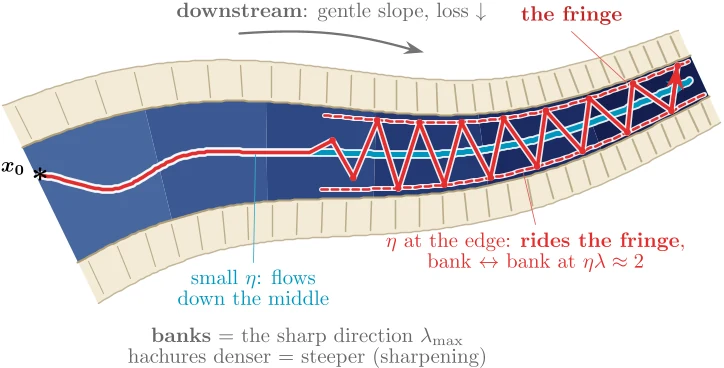 downstream: gentle slope, loss ↓
the fringe
x₀
*
η at the edge: rides the fringe,
bank ↔ bank at ηλ ≈ 2
small η: flows
down the middle
banks = the sharp direction λmax
hachures denser = steeper (sharpening)